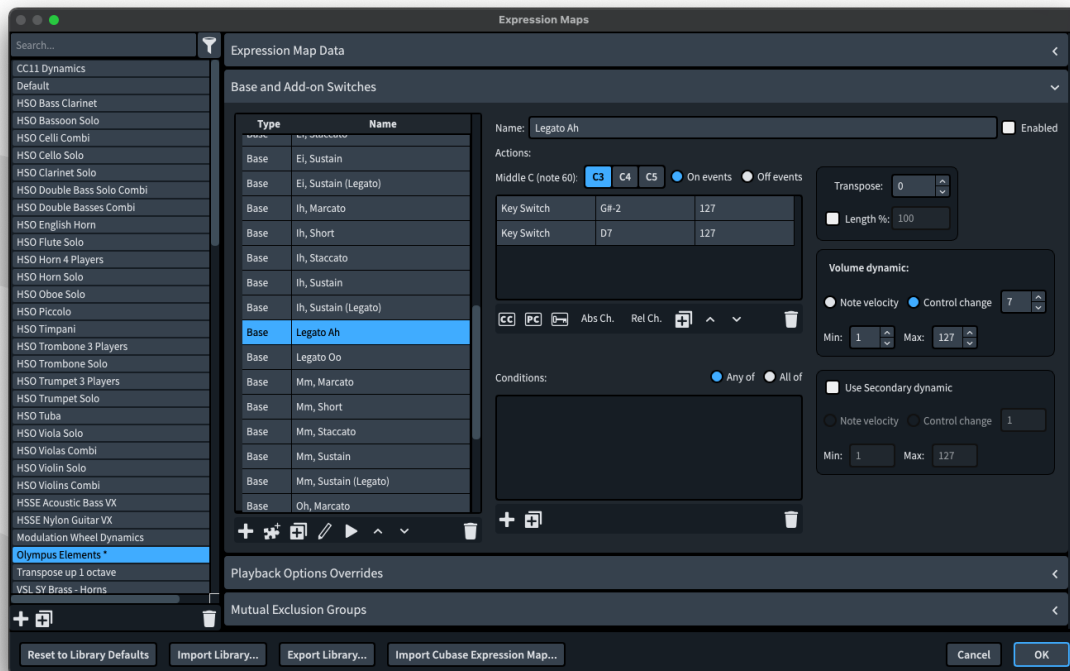 Expression Maps
Search...
CC11 Dynamics
Default
HSO Bass Clarinet
HSO Bassoon Solo
HSO Celli Combi
HSO Cello Solo
HSO Clarinet Solo
HSO Double Bass Solo Combi
HSO Double Basses Combi
HSO English Horn
HSO Flute Solo
HSO Horn 4 Players
HSO Horn Solo
HSO Oboe Solo
HSO Piccolo
HSO Timpani
HSO Trombone 3 Players
HSO Trombone Solo
HSO Trumpet 3 Players
HSO Trumpet Solo
HSO Tuba
HSO Viola Solo
HSO Violas Combi
HSO Violin Solo
HSO Violins Combi
HSSE Acoustic Bass VX
HSSE Nylon Guitar VX
Modulation Wheel Dynamics
Olympus Elements *
Transpose up 1 octave
VSL SY Brass - Horns
Expression Map Data
Base and Add-on Switches
Type Name
Base Ei, Staccato
Base Ei, Sustain
Base Ei, Sustain (Legato)
Base Ih, Marcato
Base Ih, Short
Base Ih, Staccato
Base Ih, Sustain
Base Ih, Sustain (Legato)
Base Legato Ah
Base Legato Oo
Base Mm, Marcato
Base Mm, Short
Base Mm, Staccato
Base Mm, Sustain
Base Mm, Sustain (Legato)
Base Oh, Marcato
Name: Legato Ah Enabled
Actions:
Middle C (note 60): C3 C4 C5 On events Off events
Key Switch G#-2 127
Key Switch D7 127
CC PC Abs Ch. Rel Ch.
Conditions: Any of All of
Transpose: 0
Length %: 100
Volume dynamic:
Note velocity Control change 7
Min: 1 Max: 127
Use Secondary dynamic
Note velocity Control change 1
Min: 1 Max: 127
Playback Options Overrides
Mutual Exclusion Groups
Reset to Library Defaults Import Library... Export Library... Import Cubase Expression Map... Cancel OK